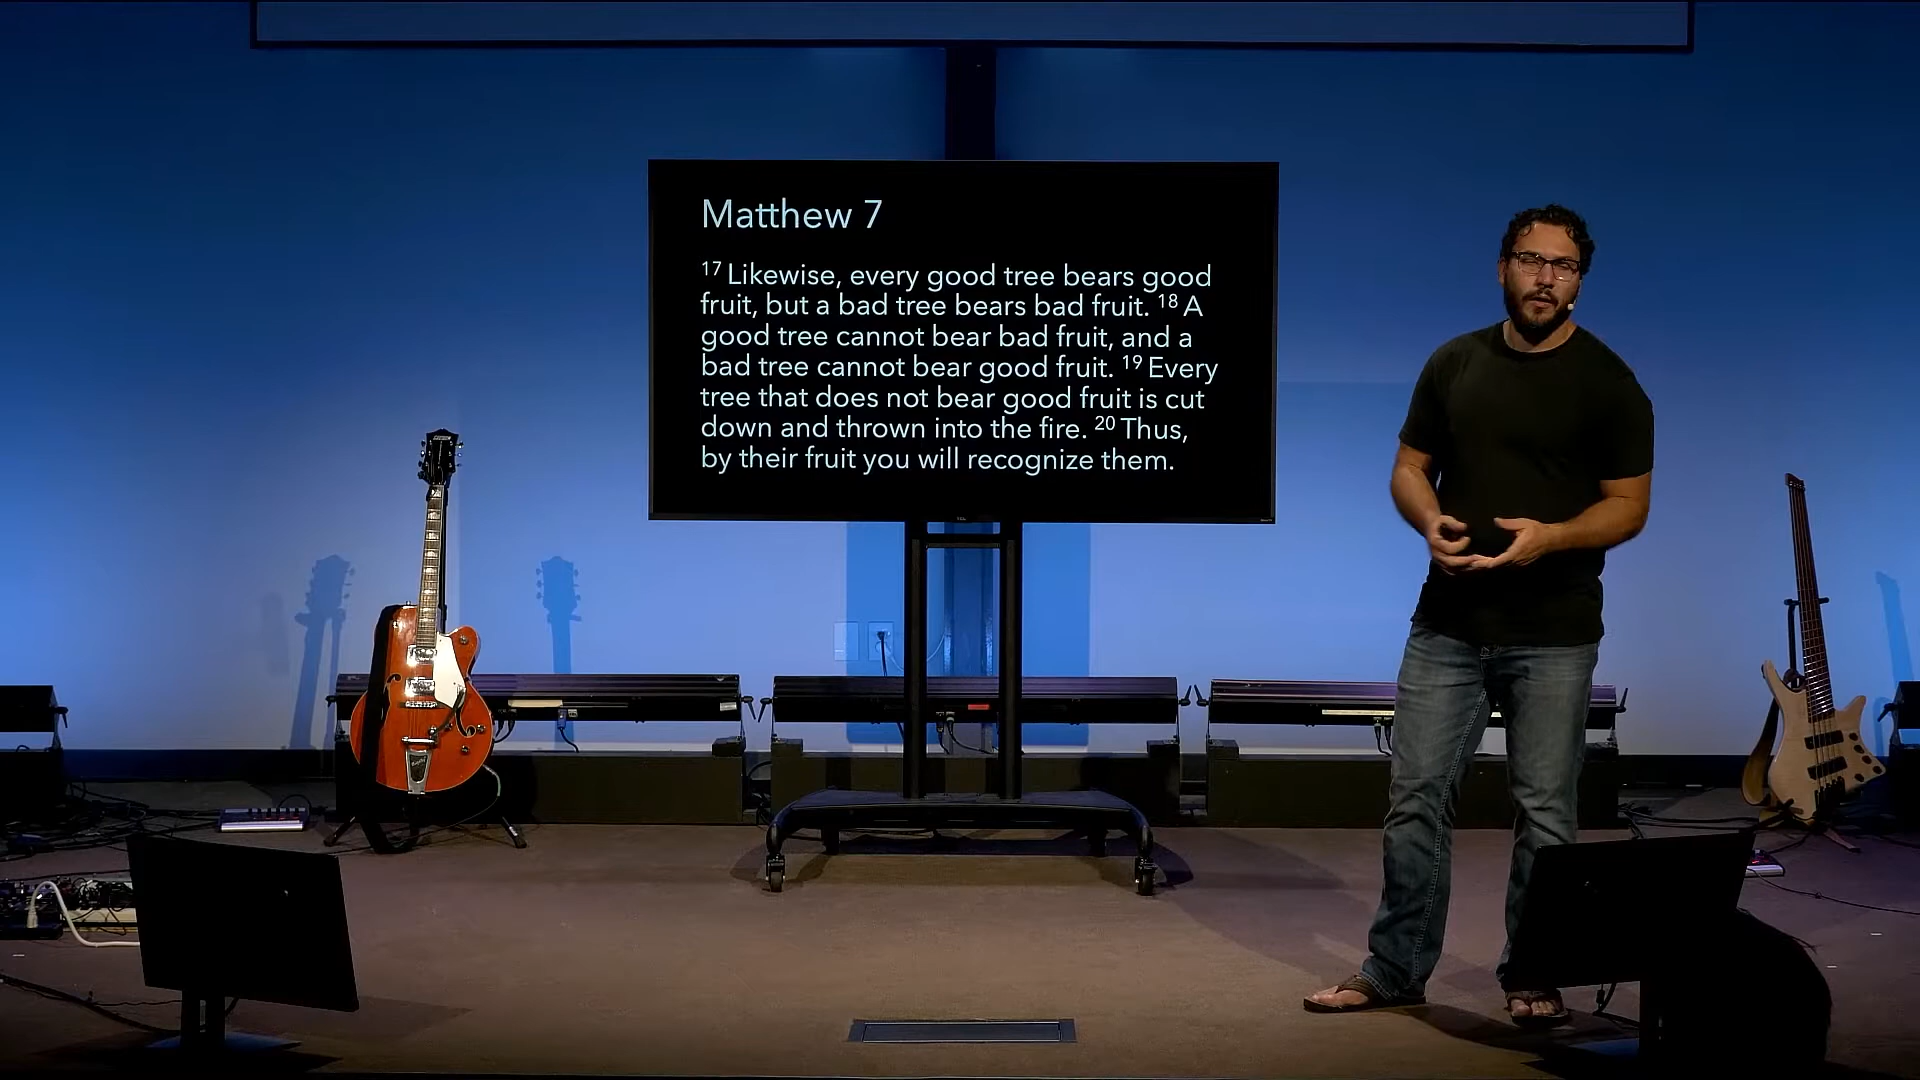 Matthew 7
17 Likewise, every good tree bears good
fruit, but a bad tree bears bad fruit. 18 A
good tree cannot bear bad fruit, and a
bad tree cannot bear good fruit. 19 Every
tree that does not bear good fruit is cut
down and thrown into the fire. 20 Thus,
by their fruit you will recognize them.